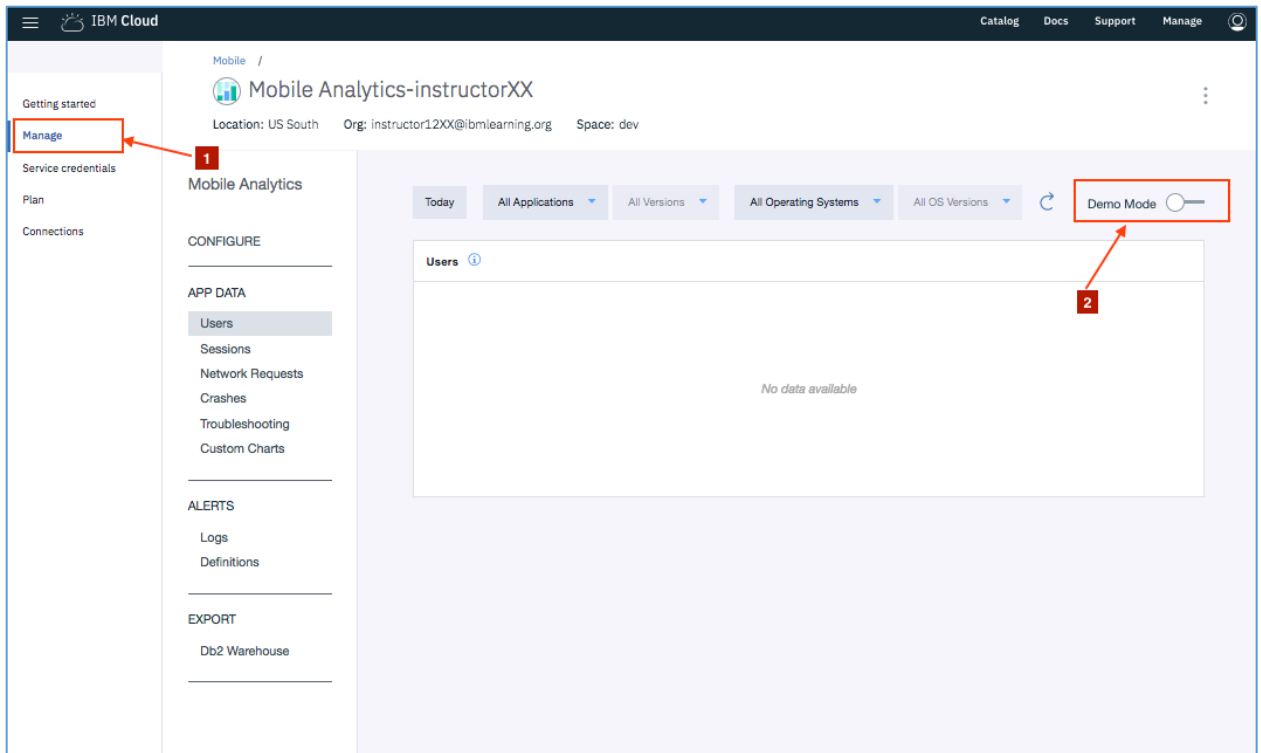 IBM Cloud
Catalog Docs Support Manage
Getting started
Manage
Service credentials
Plan
Connections
Mobile /
Mobile Analytics-instructorXX
Location: US South Org: instructor12XX@ibmlearning.org Space: dev
1
Mobile Analytics
CONFIGURE
APP DATA
Users
Sessions
Network Requests
Crashes
Troubleshooting
Custom Charts
ALERTS
Logs
Definitions
EXPORT
Db2 Warehouse
Today All Applications All Versions All Operating Systems All OS Versions Demo Mode
Users
2
No data available